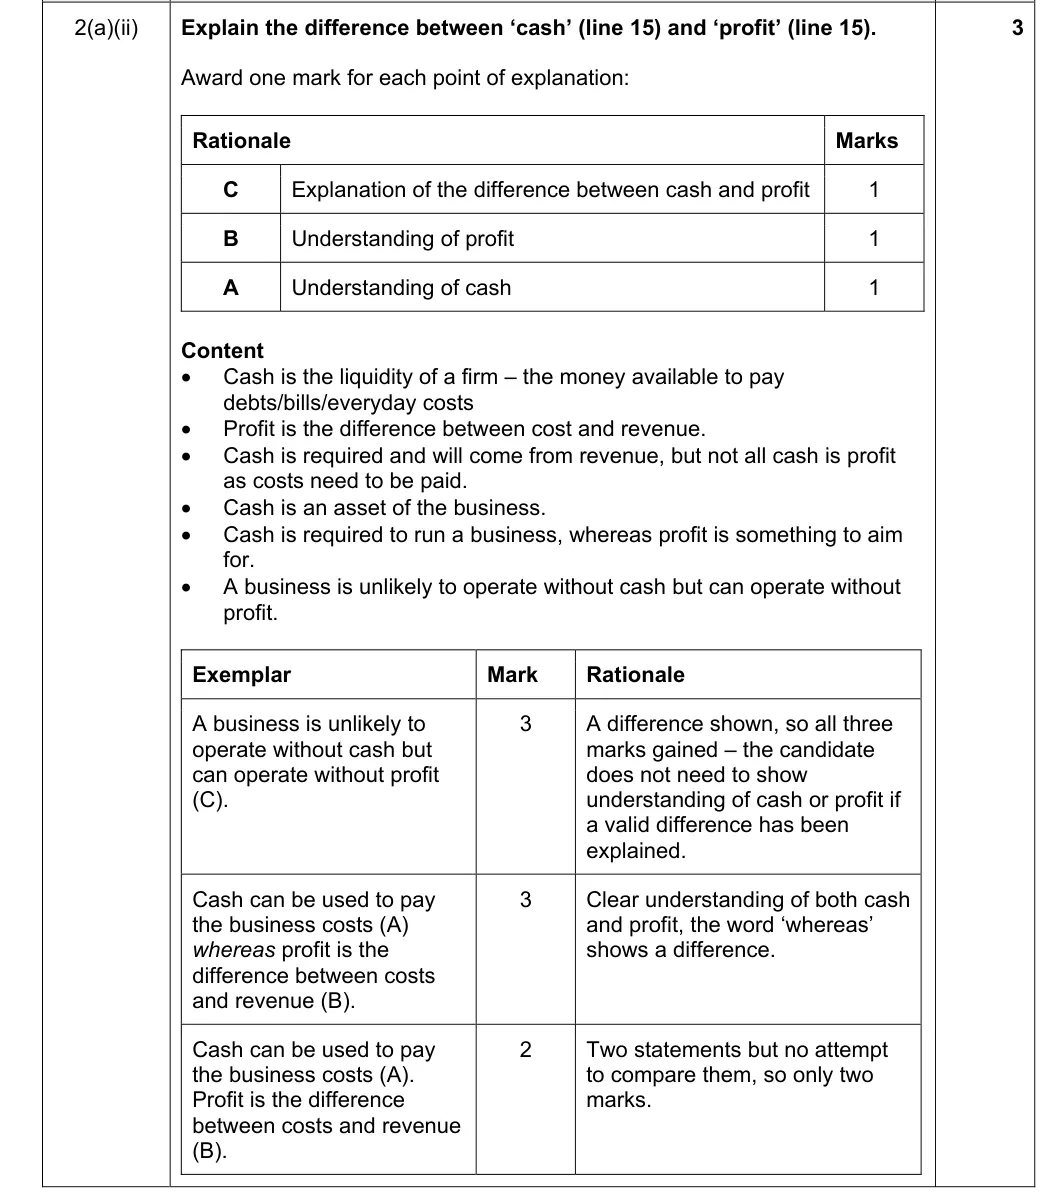 2(a)(ii) Explain the difference between ‘cash’ (line 15) and ‘profit’ (line 15). 3
Award one mark for each point of explanation:
Rationale Marks
C Explanation of the difference between cash and profit 1
B Understanding of profit 1
A Understanding of cash 1
Content
• Cash is the liquidity of a firm – the money available to pay
debts/bills/everyday costs
• Profit is the difference between cost and revenue.
• Cash is required and will come from revenue, but not all cash is profit
as costs need to be paid.
• Cash is an asset of the business.
• Cash is required to run a business, whereas profit is something to aim
for.
• A business is unlikely to operate without cash but can operate without
profit.
Exemplar Mark Rationale
A business is unlikely to
operate without cash but
can operate without profit
(C).
3
A difference shown, so all three
marks gained – the candidate
does not need to show
understanding of cash or profit if
a valid difference has been
explained.
Cash can be used to pay
the business costs (A)
whereas profit is the
difference between costs
and revenue (B).
3
Clear understanding of both cash
and profit, the word ‘whereas’
shows a difference.
Cash can be used to pay
the business costs (A).
Profit is the difference
between costs and revenue
(B).
2
Two statements but no attempt
to compare them, so only two
marks.